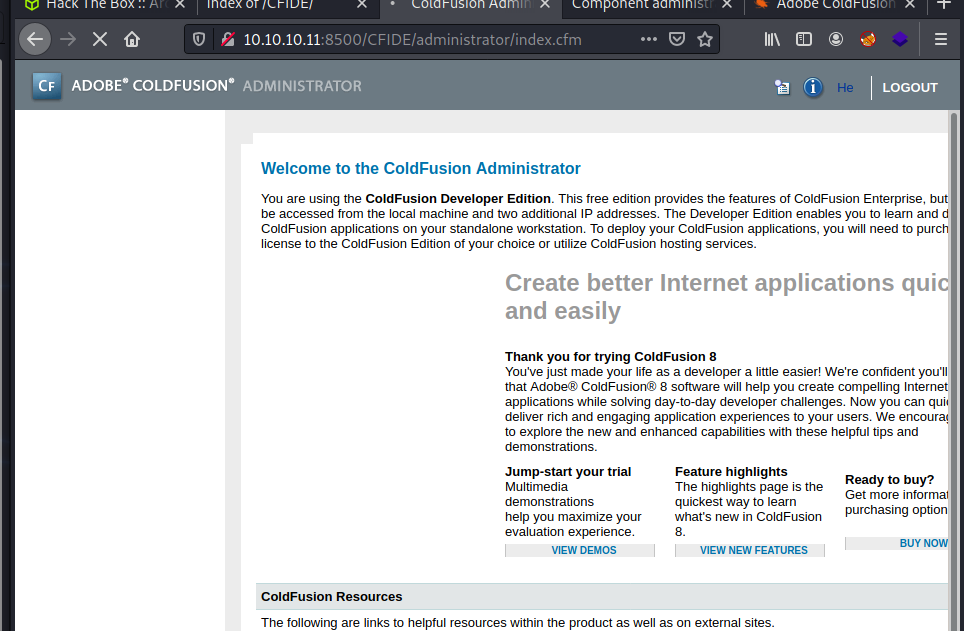 Hack The Box :: Ar
Index of /CFIDE/
ColdFusion Admin
Component administr
Adobe ColdFusion
10.10.10.11:8500/CFIDE/administrator/index.cfm
CF ADOBE® COLDFUSION® ADMINISTRATOR
He
LOGOUT
Welcome to the ColdFusion Administrator
You are using the ColdFusion Developer Edition. This free edition provides the features of ColdFusion Enterprise, but
be accessed from the local machine and two additional IP addresses. The Developer Edition enables you to learn and d
ColdFusion applications on your standalone workstation. To deploy your ColdFusion applications, you will need to purch
license to the ColdFusion Edition of your choice or utilize ColdFusion hosting services.
Create better Internet applications quic
and easily
Thank you for trying ColdFusion 8
You've just made your life as a developer a little easier! We're confident you'll
that Adobe® ColdFusion® 8 software will help you create compelling Internet
applications while solving day-to-day developer challenges. Now you can quic
deliver rich and engaging application experiences to your users. We encourag
to explore the new and enhanced capabilities with these helpful tips and
demonstrations.
Jump-start your trial
Multimedia
demonstrations
help you maximize your
evaluation experience.
VIEW DEMOS
Feature highlights
The highlights page is the
quickest way to learn
what's new in ColdFusion
8.
VIEW NEW FEATURES
Ready to buy?
Get more informat
purchasing option
BUY NOW
ColdFusion Resources
The following are links to helpful resources within the product as well as on external sites.